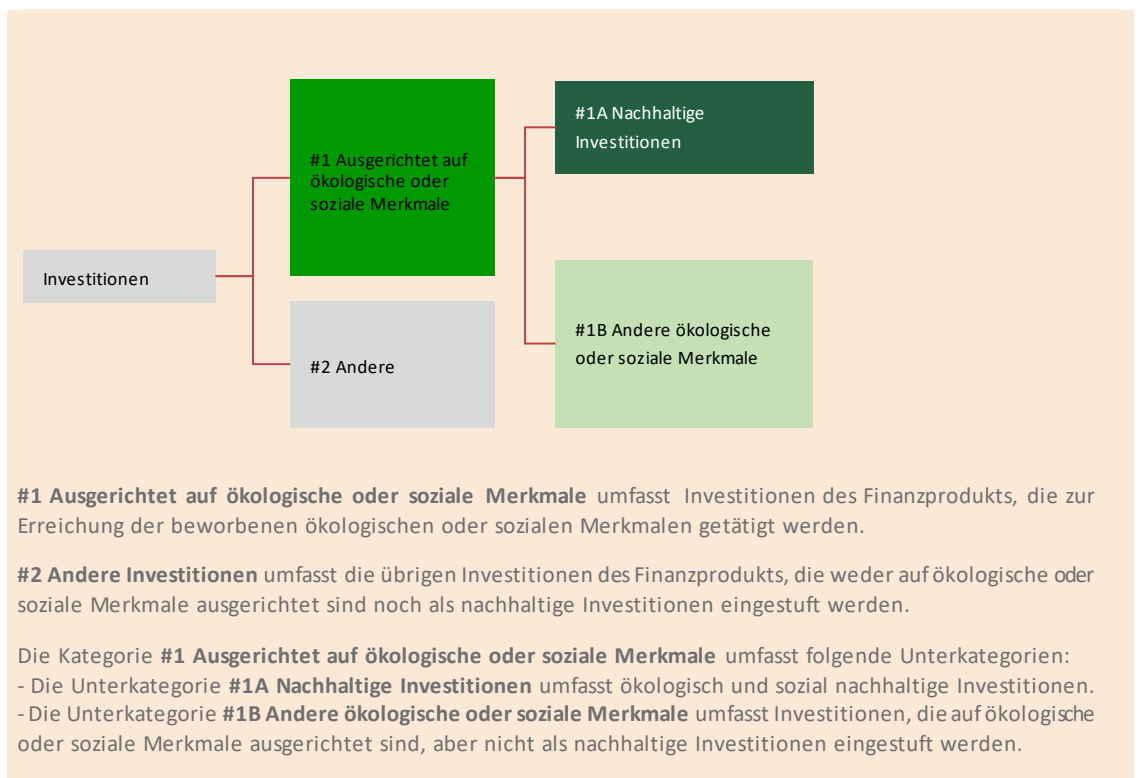 #1A Nachhaltige
Investitionen
#1 Ausgerichtet auf
ökologische oder
soziale Merkmale
Investitionen
#1B Andere ökologische
oder soziale Merkmale
#2 Andere
#1 Ausgerichtet auf ökologische oder soziale Merkmale umfasst Investitionen des Finanzprodukts, die zur
Erreichung der beworbenen ökologischen oder sozialen Merkmalen getätigt werden.
#2 Andere Investitionen umfasst die übrigen Investitionen des Finanzprodukts, die weder auf ökologische oder
soziale Merkmale ausgerichtet sind noch als nachhaltige Investitionen eingestuft werden.
Die Kategorie #1 Ausgerichtet auf ökologische oder soziale Merkmale umfasst folgende Unterkategorien:
- Die Unterkategorie #1A Nachhaltige Investitionen umfasst ökologisch und sozial nachhaltige Investitionen.
- Die Unterkategorie #1B Andere ökologische oder soziale Merkmale umfasst Investitionen, die auf ökologische
oder soziale Merkmale ausgerichtet sind, aber nicht als nachhaltige Investitionen eingestuft werden.